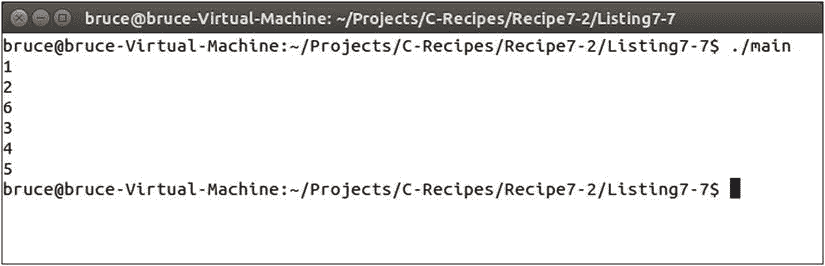 bruce@bruce-Virtual-Machine: ~/Projects/C-Recipes/Recipe7-2/Listing7-7
bruce@bruce-Virtual-Machine:~/Projects/C-Recipes/Recipe7-2/Listing7-7$ ./main
1
2
6
3
4
5
bruce@bruce-Virtual-Machine:~/Projects/C-Recipes/Recipe7-2/Listing7-7$